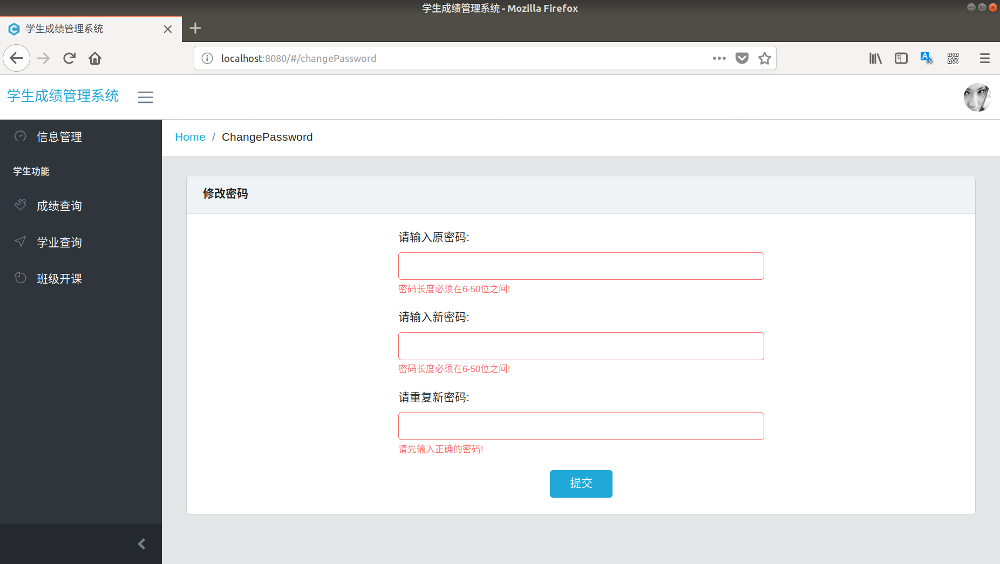 学生成绩管理系统 - Mozilla Firefox
学生成绩管理系统
localhost:8080/#/changePassword
学生成绩管理系统
信息管理
学生功能
成绩查询
学业查询
班级开课
Home / ChangePassword
修改密码
请输入原密码:
密码长度必须在6-50位之间!
请输入新密码:
密码长度必须在6-50位之间!
请重复新密码:
请先输入正确的密码!
提交